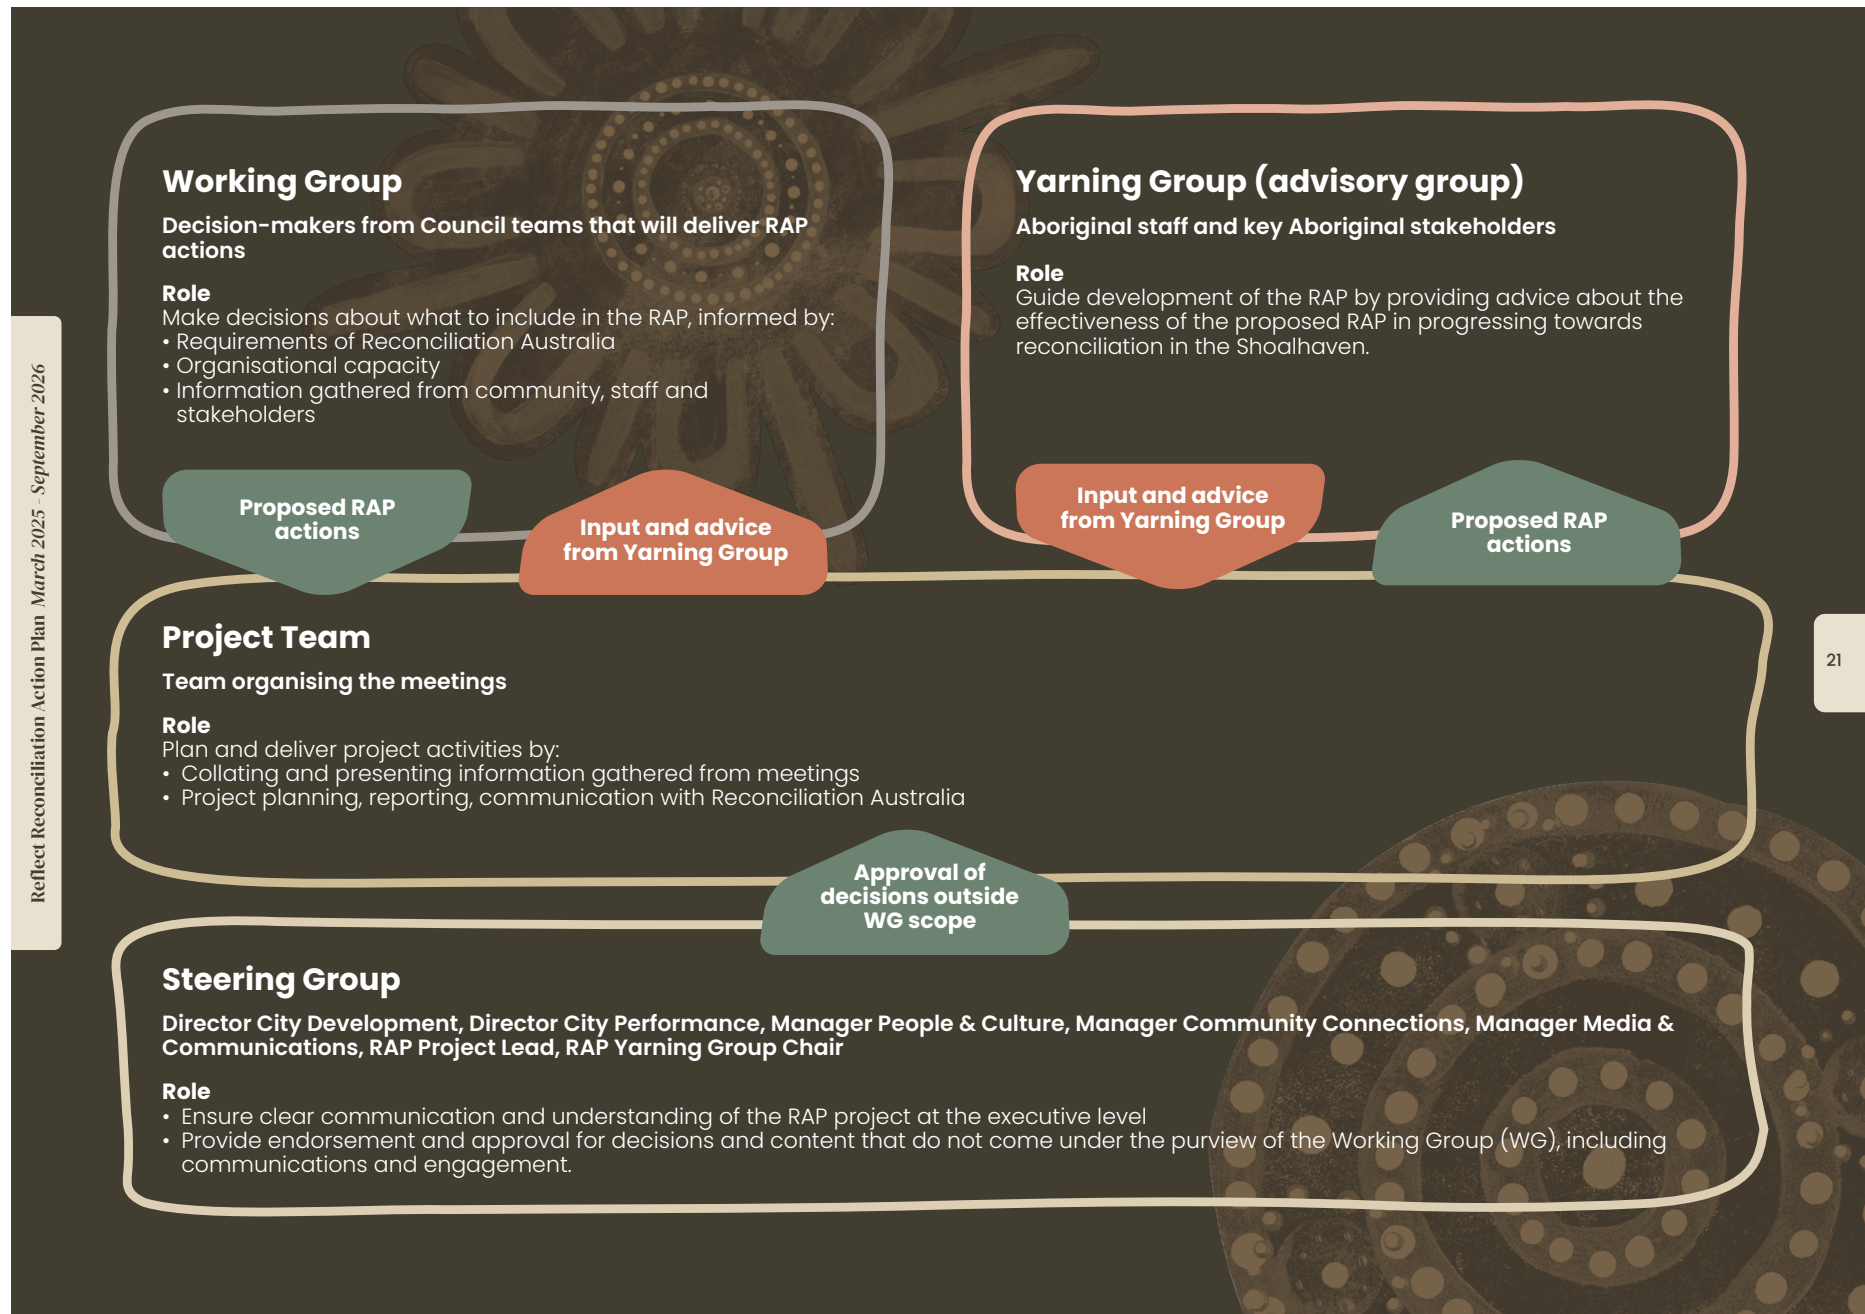 Working Group
Decision-makers from Council teams that will deliver RAP
actions
Role
Make decisions about what to include in the RAP, informed by:
• Requirements of Reconciliation Australia
• Organisational capacity
• Information gathered from community, staff and
stakeholders
Proposed RAP
actions
Input and advice
from Yarning Group
Yarning Group (advisory group)
Aboriginal staff and key Aboriginal stakeholders
Role
Guide development of the RAP by providing advice about the
effectiveness of the proposed RAP in progressing towards
reconciliation in the Shoalhaven.
Input and advice
from Yarning Group
Proposed RAP
actions
Project Team
Team organising the meetings
Role
Plan and deliver project activities by:
• Collating and presenting information gathered from meetings
• Project planning, reporting, communication with Reconciliation Australia
Approval of
decisions outside
WG scope
Steering Group
Director City Development, Director City Performance, Manager People & Culture, Manager Community Connections, Manager Media &
Communications, RAP Project Lead, RAP Yarning Group Chair
Role
• Ensure clear communication and understanding of the RAP project at the executive level
• Provide endorsement and approval for decisions and content that do not come under the purview of the Working Group (WG), including
communications and engagement.
Reflect Reconciliation Action Plan March 2025 - September 2026
21